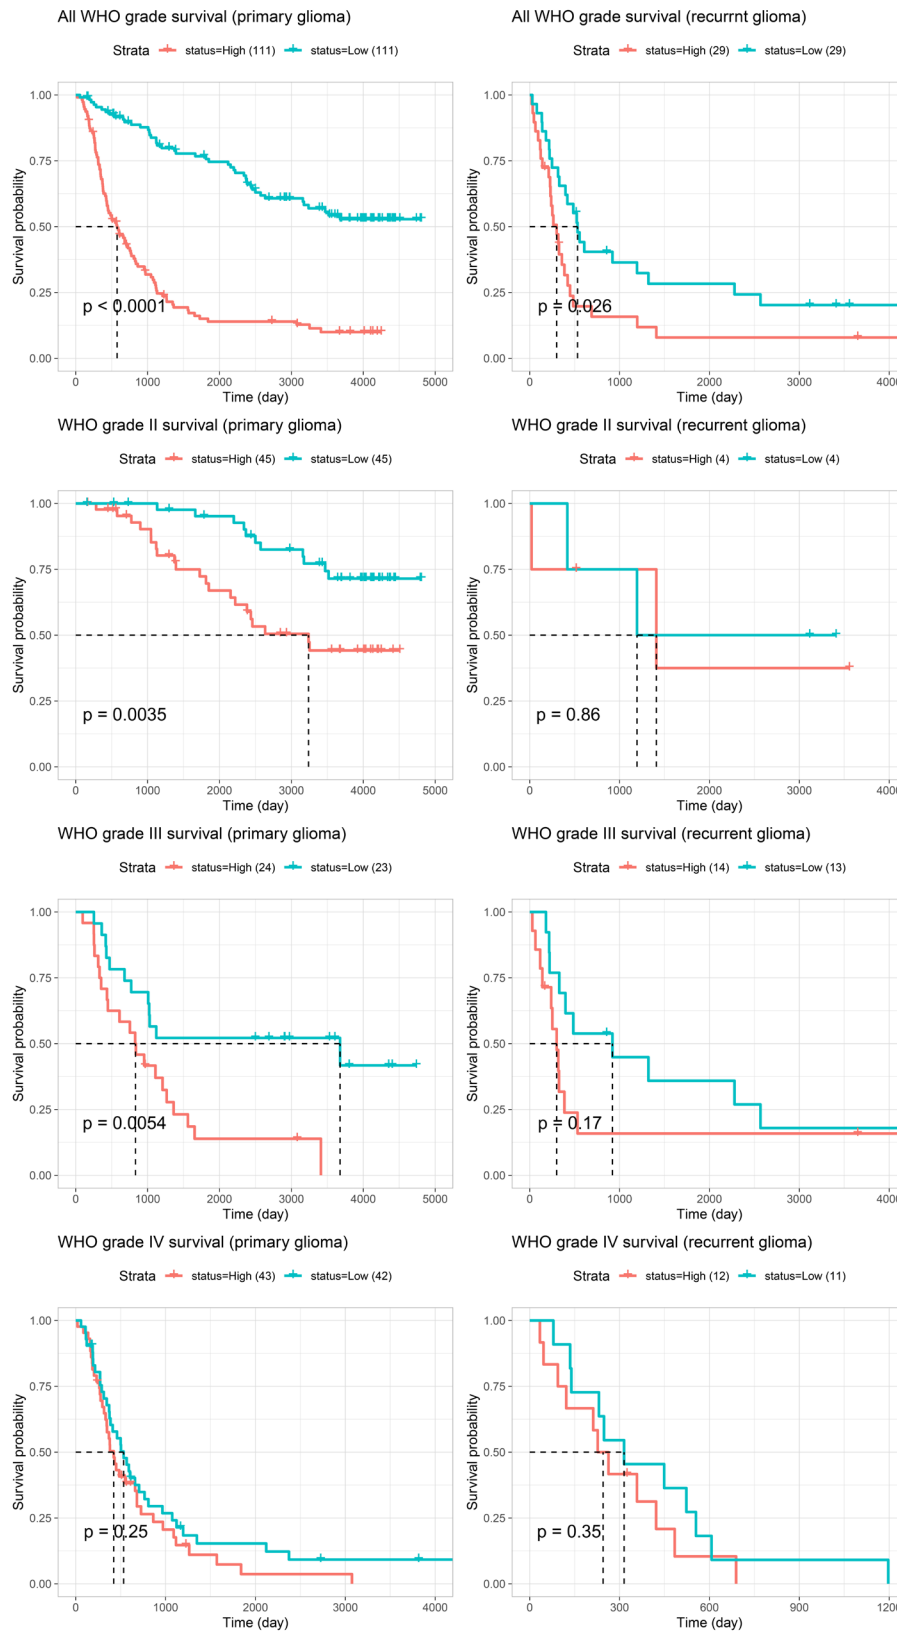 All WHO grade survival (primary glioma)
Strata status=High (111) status=Low (111)
1.00
0.75
0.50
0.25
0.00
Survival probability
p < 0.0001
0 1000 2000 3000 4000 5000
Time (day)
All WHO grade survival (recurrnt glioma)
Strata status=High (29) status=Low (29)
1.00
0.75
0.50
0.25
0.00
Survival probability
p = 0.026
0 1000 2000 3000 400
Time (day)
WHO grade II survival (primary glioma)
Strata status=High (45) status=Low (45)
1.00
0.75
0.50
0.25
0.00
Survival probability
p = 0.0035
0 1000 2000 3000 4000 5000
Time (day)
WHO grade II survival (recurrent glioma)
Strata status=High (4) status=Low (4)
1.00
0.75
0.50
0.25
0.00
Survival probability
p = 0.86
0 1000 2000 3000 400
Time (day)
WHO grade III survival (primary glioma)
Strata status=High (24) status=Low (23)
1.00
0.75
0.50
0.25
0.00
Survival probability
p = 0.0054
0 1000 2000 3000 4000 5000
Time (day)
WHO grade III survival (recurrent glioma)
Strata status=High (14) status=Low (13)
1.00
0.75
0.50
0.25
0.00
Survival probability
p = 0.17
0 1000 2000 3000 400
Time (day)
WHO grade IV survival (primary glioma)
Strata status=High (43) status=Low (42)
1.00
0.75
0.50
0.25
0.00
Survival probability
p = 0.25
0 1000 2000 3000 4000
Time (day)
WHO grade IV survival (recurrent glioma)
Strata status=High (12) status=Low (11)
1.00
0.75
0.50
0.25
0.00
Survival probability
p = 0.35
0 300 600 900 120
Time (day)